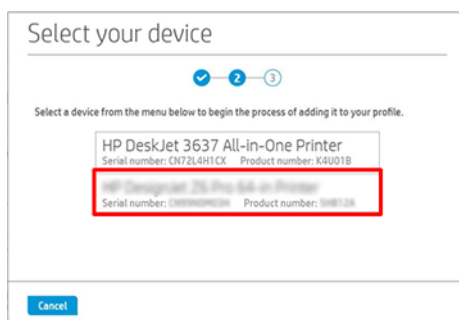 Select your device
2 3
Select a device from the menu below to begin the process of adding it to your profile.
HP DeskJet 3637 All-in-One Printer
Serial number: CN72L4H1CX Product number: K4U01B
Serial number: Product number:
Cancel